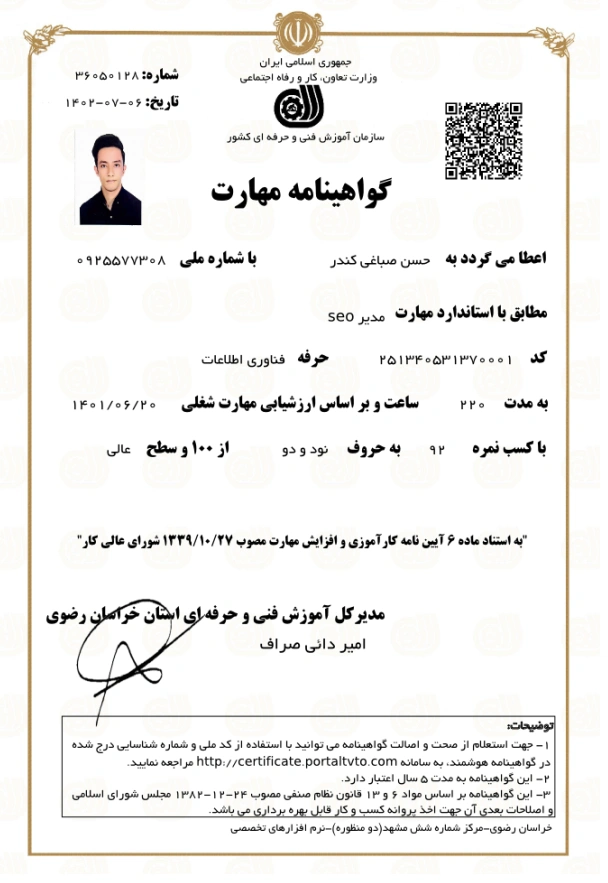 جمهوری اسلامی ایران
وزارت تعاون، کار و رفاه اجتماعی
سازمان آموزش فنی و حرفه ای کشور
شماره: ۳۶۰۵۰۱۲۸
تاریخ: ۱۴۰۲-۰۷-۰۶
گواهینامه مهارت
اعطا می گردد به حسن صباغی کندر با شماره ملی ۰۹۲۵۵۷۷۳۰۸
مطابق با استاندارد مهارت مدیر seo
کد ۲۵۱۳۴۰۵۳۱۳۷۰۰۰۱ حرفه فناوری اطلاعات
به مدت ۲۲۰ ساعت و بر اساس ارزشیابی مهارت شغلی ۱۴۰۱/۰۶/۲۰
با کسب نمره ۹۲ به حروف نود و دو از ۱۰۰ و سطح عالی
"به استناد ماده ۶ آیین نامه کارآموزی و افزایش مهارت مصوب ۱۳۳۹/۱۰/۲۷ شورای عالی کار"
مدیرکل آموزش فنی و حرفه ای استان خراسان رضوی
امیر دائی صراف
توضیحات:
۱- جهت استعلام از صحت و اصالت گواهینامه می توانید با استفاده از کد ملی و شماره شناسایی درج شده
در گواهینامه هوشمند، به سامانه http://certificate.portaltvto.com مراجعه نمایید.
۲- این گواهینامه به مدت ۵ سال اعتبار دارد.
۳- این گواهینامه بر اساس مواد ۶ و ۱۳ قانون نظام صنفی مصوب ۲۴-۱۲-۱۳۸۲ مجلس شورای اسلامی
و اصلاحات بعدی آن جهت اخذ پروانه کسب و کار قابل بهره برداری می باشد.
خراسان رضوی-مرکز شماره شش مشهد(دو منظوره)-نرم افزارهای تخصصی